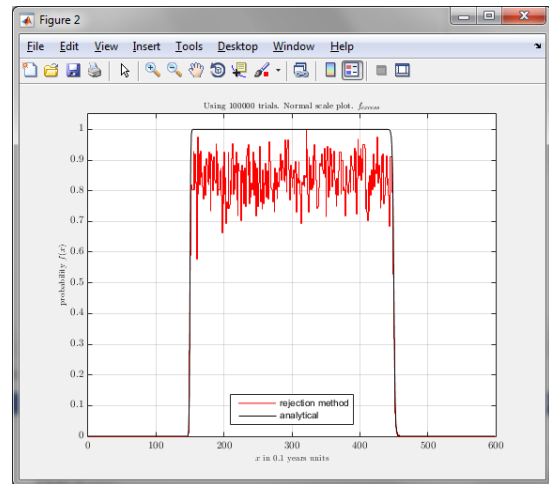 Figure 2
File Edit View Insert Tools Desktop Window Help
Using 100000 trials. Normal scale plot. f_excess
1
0.9
0.8
0.7
0.6
0.5
0.4
0.3
0.2
0.1
0
probability f(x)
rejection method
analytical
0 100 200 300 400 500 600
x in 0.1 years units